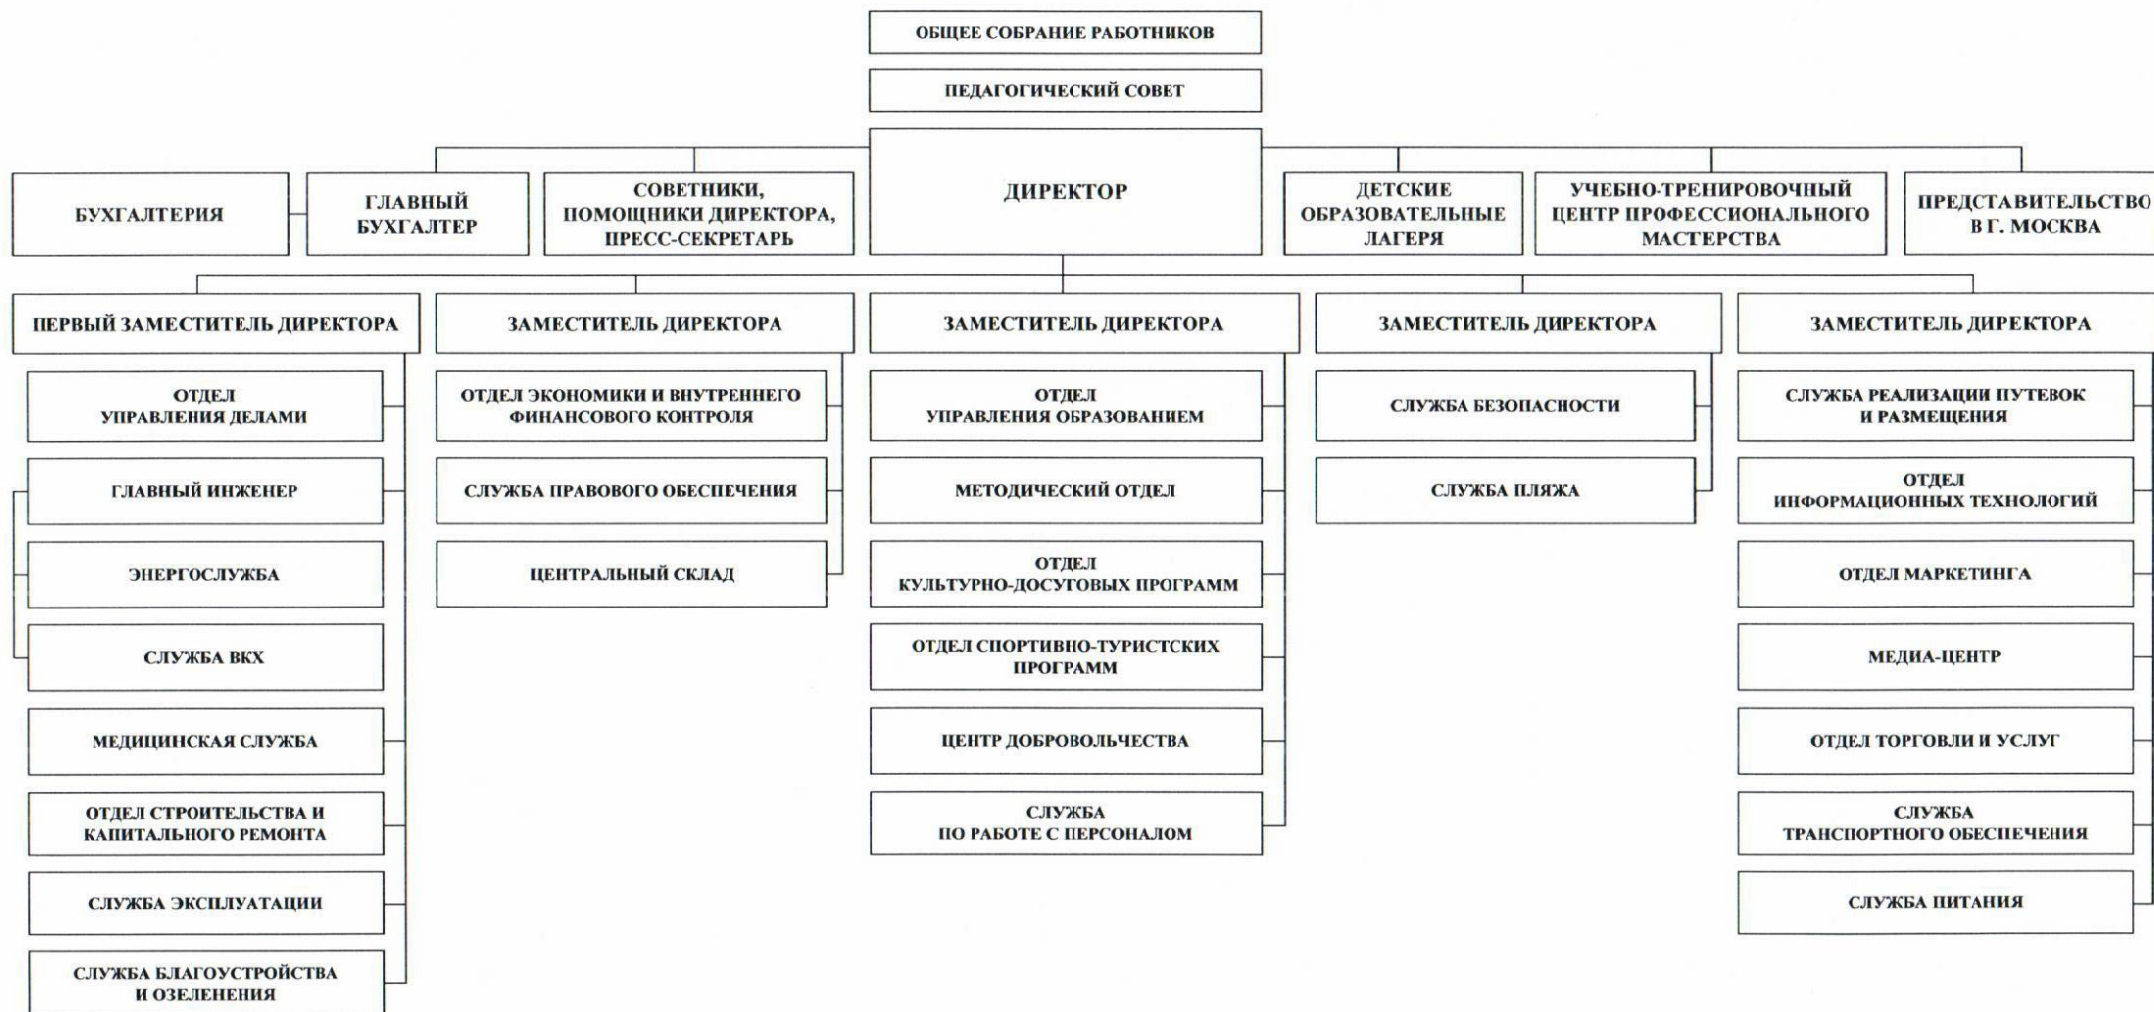 ОБЩЕЕ СОБРАНИЕ РАБОТНИКОВ
ПЕДАГОГИЧЕСКИЙ СОВЕТ
БУХГАЛТЕРИЯ
ГЛАВНЫЙ
БУХГАЛТЕР
СОВЕТНИКИ,
ПОМОЩНИКИ ДИРЕКТОРА,
ПРЕСС-СЕКРЕТАРЬ
ДИРЕКТОР
ДЕТСКИЕ
ОБРАЗОВАТЕЛЬНЫЕ
ЛАГЕРЯ
УЧЕБНО-ТРЕНИРОВОЧНЫЙ
ЦЕНТР ПРОФЕССИОНАЛЬНОГО
МАСТЕРСТВА
ПРЕДСТАВИТЕЛЬСТВО
В Г. МОСКВА
ПЕРВЫЙ ЗАМЕСТИТЕЛЬ ДИРЕКТОРА
ОТДЕЛ
УПРАВЛЕНИЯ ДЕЛАМИ
ГЛАВНЫЙ ИНЖЕНЕР
ЭНЕРГОСЛУЖБА
СЛУЖБА ВКХ
МЕДИЦИНСКАЯ СЛУЖБА
ОТДЕЛ СТРОИТЕЛЬСТВА И
КАПИТАЛЬНОГО РЕМОНТА
СЛУЖБА ЭКСПЛУАТАЦИИ
СЛУЖБА БЛАГОУСТРОЙСТВА
И ОЗЕЛЕНЕНИЯ
ЗАМЕСТИТЕЛЬ ДИРЕКТОРА
ОТДЕЛ ЭКОНОМИКИ И ВНУТРЕННЕГО
ФИНАНСОВОГО КОНТРОЛЯ
СЛУЖБА ПРАВОВОГО ОБЕСПЕЧЕНИЯ
ЦЕНТРАЛЬНЫЙ СКЛАД
ЗАМЕСТИТЕЛЬ ДИРЕКТОРА
ОТДЕЛ
УПРАВЛЕНИЯ ОБРАЗОВАНИЕМ
МЕТОДИЧЕСКИЙ ОТДЕЛ
ОТДЕЛ
КУЛЬТУРНО-ДОСУГОВЫХ ПРОГРАММ
ОТДЕЛ СПОРТИВНО-ТУРИСТСКИХ
ПРОГРАММ
ЦЕНТР ДОБРОВОЛЬЧЕСТВА
СЛУЖБА
ПО РАБОТЕ С ПЕРСОНАЛОМ
ЗАМЕСТИТЕЛЬ ДИРЕКТОРА
СЛУЖБА БЕЗОПАСНОСТИ
СЛУЖБА ПЛЯЖА
ЗАМЕСТИТЕЛЬ ДИРЕКТОРА
СЛУЖБА РЕАЛИЗАЦИИ ПУТЕВОК
И РАЗМЕЩЕНИЯ
ОТДЕЛ
ИНФОРМАЦИОННЫХ ТЕХНОЛОГИЙ
ОТДЕЛ МАРКЕТИНГА
МЕДИА-ЦЕНТР
ОТДЕЛ ТОРГОВЛИ И УСЛУГ
СЛУЖБА
ТРАНСПОРТНОГО ОБЕСПЕЧЕНИЯ
СЛУЖБА ПИТАНИЯ